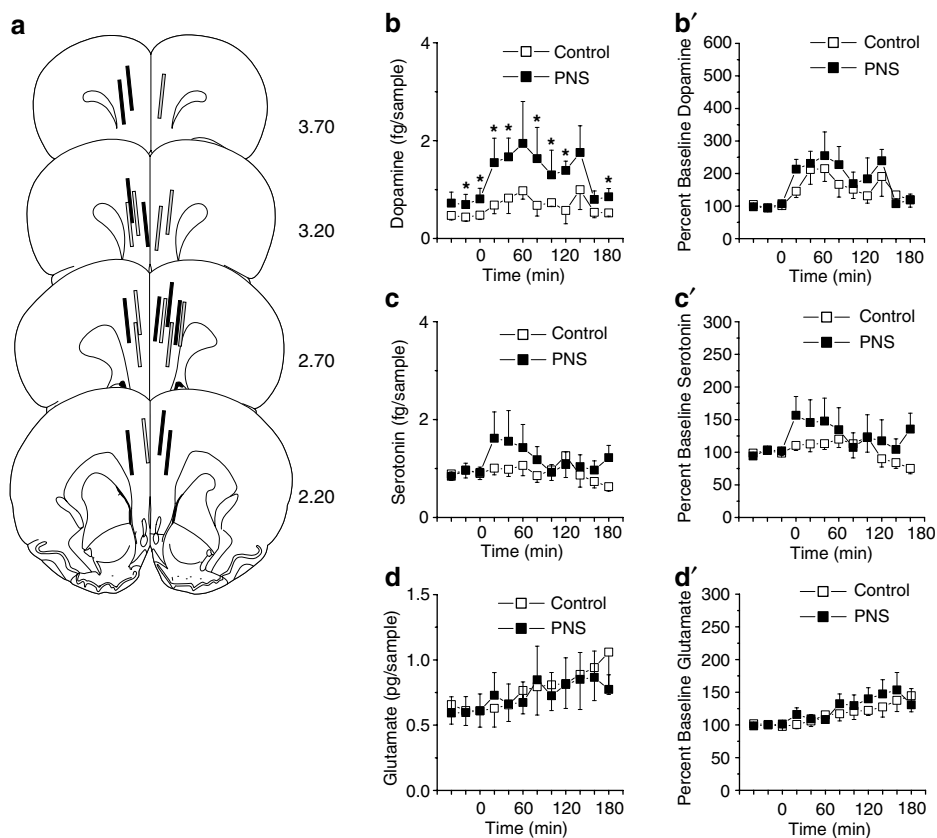 a
3.70
3.20
2.70
2.20
b
Dopamine (fg/sample)
4
2
0
Control
PNS
* * * * * * * *
0 60 120 180
Time (min)
b′
Percent Baseline Dopamine
600
500
400
300
200
100
0
Control
PNS
0 60 120 180
Time (min)
c
Serotonin (fg/sample)
4
2
0
Control
PNS
0 60 120 180
Time (min)
c′
Percent Baseline Serotonin
300
250
200
150
100
50
0
Control
PNS
0 60 120 180
Time (min)
d
Glutamate (pg/sample)
1.5
1.0
0.5
0.0
Control
PNS
0 60 120 180
Time (min)
d′
Percent Baseline Glutamate
300
250
200
150
100
50
0
Control
PNS
0 60 120 180
Time (min)